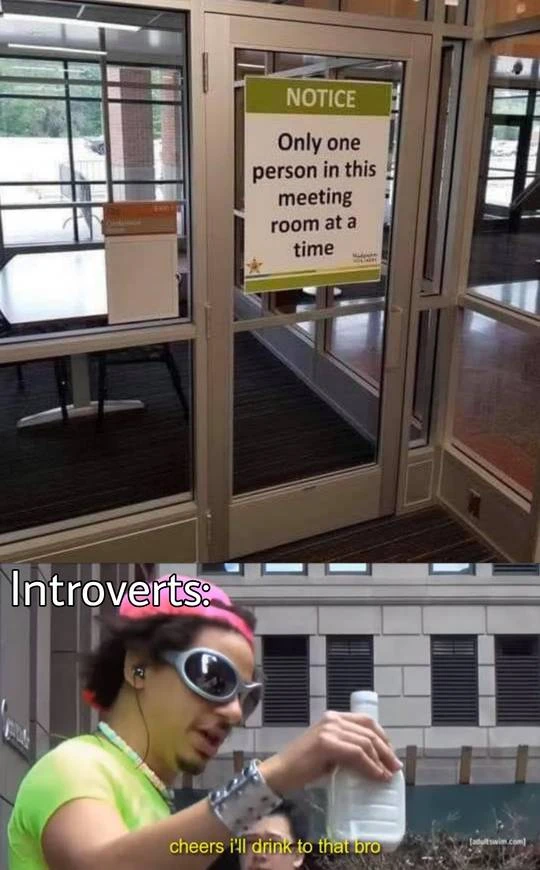 NOTICE
Only one
person in this
meeting
room at a
time
Introverts:
cheers i'll drink to that bro
[adultswim.com]